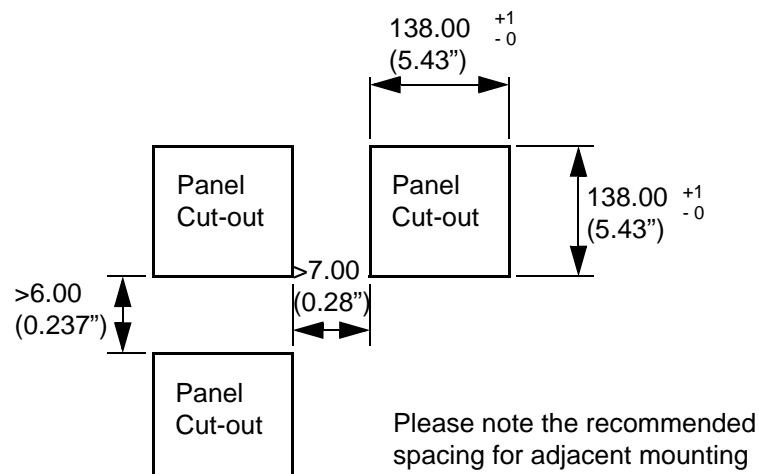 138.00 +1
- 0
(5.43”)
Panel
Cut-out
Panel
Cut-out
138.00 +1
- 0
(5.43”)
>7.00
(0.28”)
>6.00
(0.237”)
Panel
Cut-out
Please note the recommended
spacing for adjacent mounting